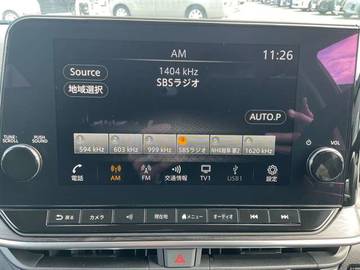 AM
11:26
Source
1404 kHz
SBSラジオ
地域選択
AUTO.P
TUNE/SCROLL
PUSH SOUND
VOL
594 kHz 603 kHz 999 kHz SBSラジオ 1620 kHz
電話 AM FM 交通情報 TV1 USB1 設定
戻る カメラ 現在地 メニュー オーディオ